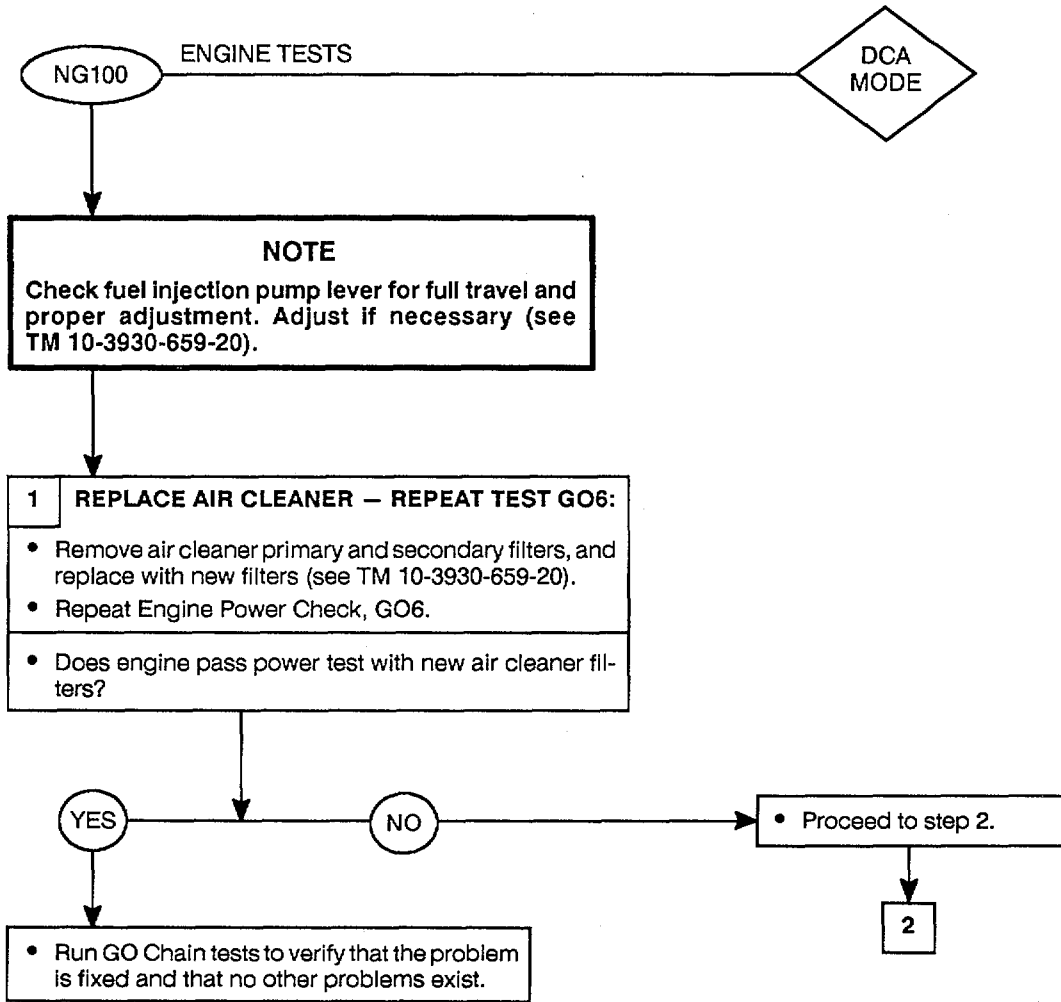 NG100
ENGINE TESTS
DCA
MODE
NOTE
Check fuel injection pump lever for full travel and
proper adjustment. Adjust if necessary (see
TM 10-3930-659-20).
1 REPLACE AIR CLEANER — REPEAT TEST GO6:
• Remove air cleaner primary and secondary filters, and
replace with new filters (see TM 10-3930-659-20).
• Repeat Engine Power Check, GO6.
• Does engine pass power test with new air cleaner fil-
ters?
YES
NO
• Proceed to step 2.
2
• Run GO Chain tests to verify that the problem
is fixed and that no other problems exist.